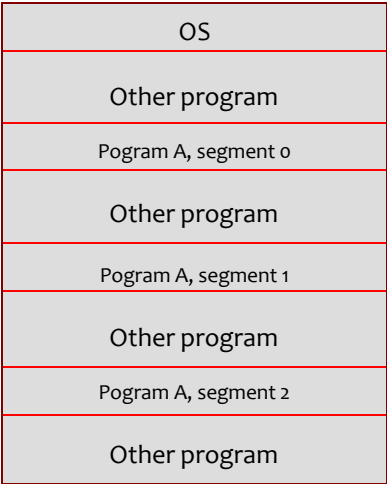 OS
Other program
Pogram A, segment 0
Other program
Pogram A, segment 1
Other program
Pogram A, segment 2
Other program